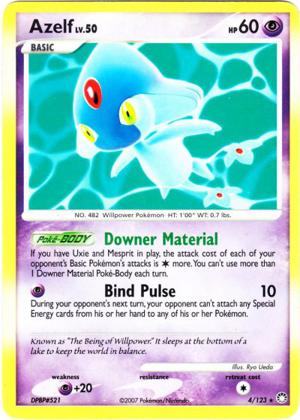 Azelf LV.50 HP 60
BASIC
NO. 482 Willpower Pokémon HT: 1'00" WT: 0.7 lbs.
Poké-BODY Downer Material
If you have Uxie and Mesprit in play, the attack cost of each of your
opponent's Basic Pokémon's attacks is more. You can't use more than
1 Downer Material Poké-Body each turn.
Bind Pulse 10
During your opponent's next turn, your opponent can't attach any Special
Energy cards from his or her hand to any of his or her Pokémon.
Known as "The Being of Willpower." It sleeps at the bottom of a
lake to keep the world in balance.
Illus. Ryo Ueda
weakness resistance retreat cost
+20
DPBP#521 ©2007 Pokémon/Nintendo. 4/123 ★